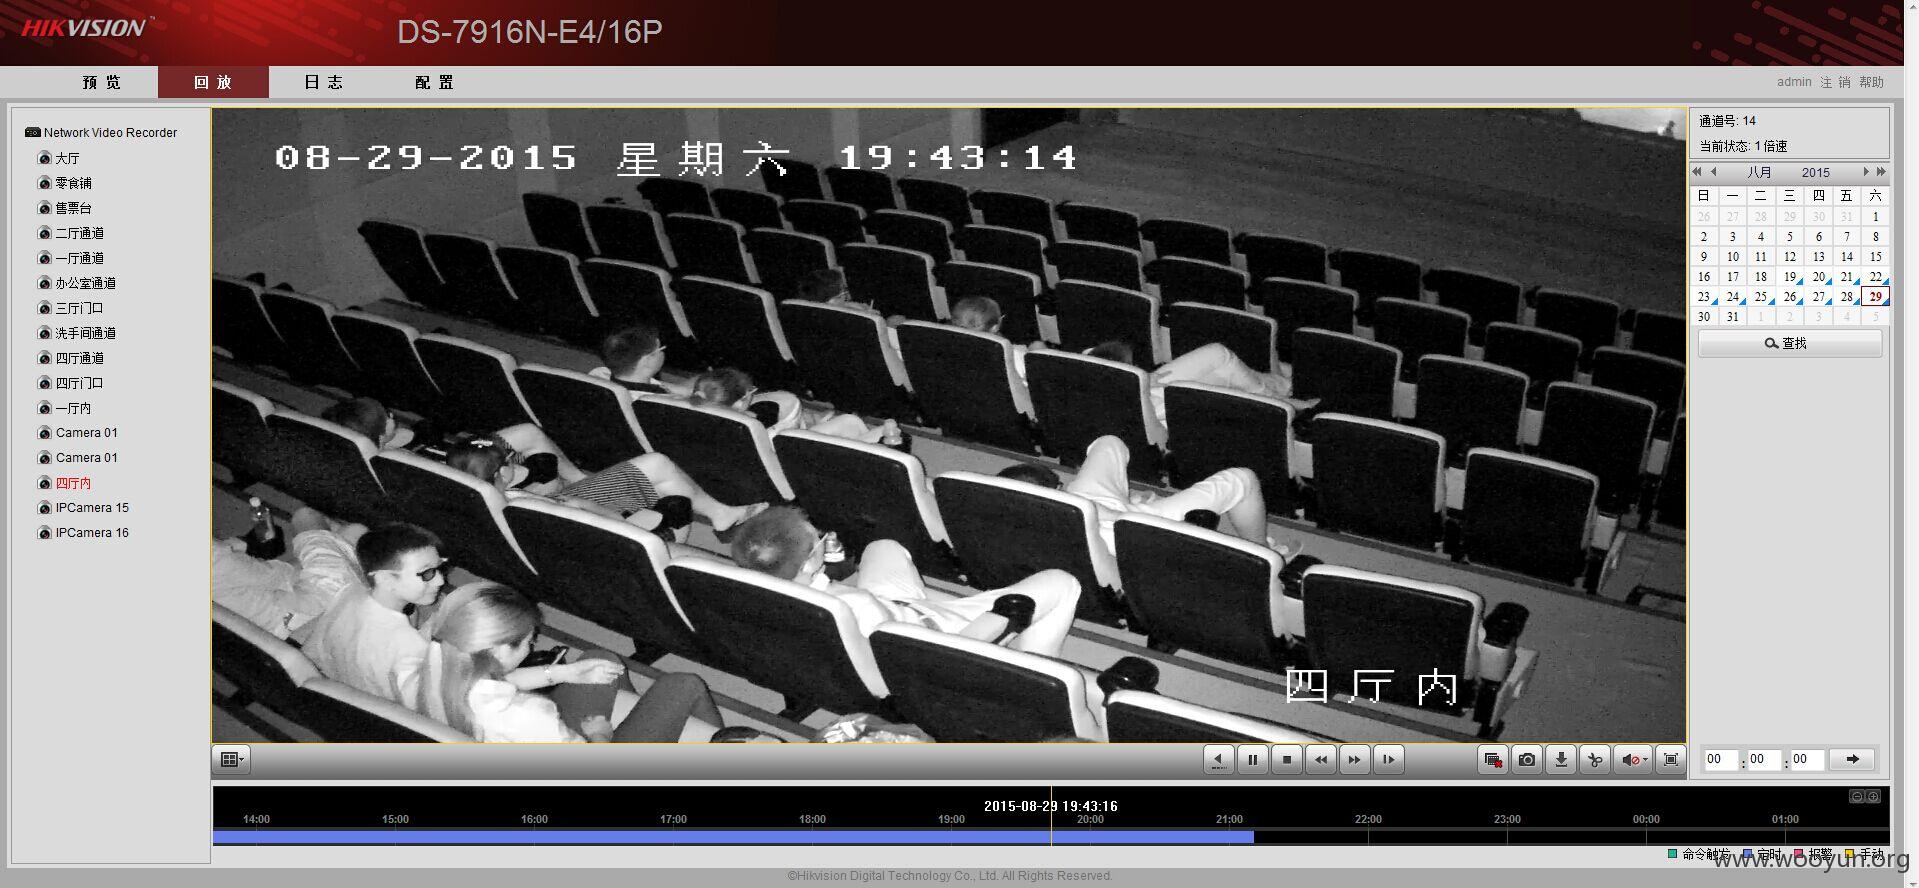 HIKVISION
DS-7916N-E4/16P
预 览 回 放 日 志 配 置
admin 注 销 帮助
Network Video Recorder
大厅
零食铺
售票台
二厅通道
一厅通道
办公室通道
三厅门口
洗手间通道
四厅通道
四厅门口
一厅内
Camera 01
Camera 01
四厅内
IPCamera 15
IPCamera 16
08-29-2015 星期六 19:43:14
四厅内
通道号: 14
当前状态: 1 倍速
八月 2015
日 一 二 三 四 五 六
26 27 28 29 30 31 1
2 3 4 5 6 7 8
9 10 11 12 13 14 15
16 17 18 19 20 21 22
23 24 25 26 27 28 29
30 31 1 2 3 4 5
查找
00 : 00 : 00
2015-08-29 19:43:16
14:00 15:00 16:00 17:00 18:00 19:00 20:00 21:00 22:00 23:00 00:00 01:00
命令触发 定时 报警 手动
www.wooyun.org
©Hikvision Digital Technology Co., Ltd. All Rights Reserved.